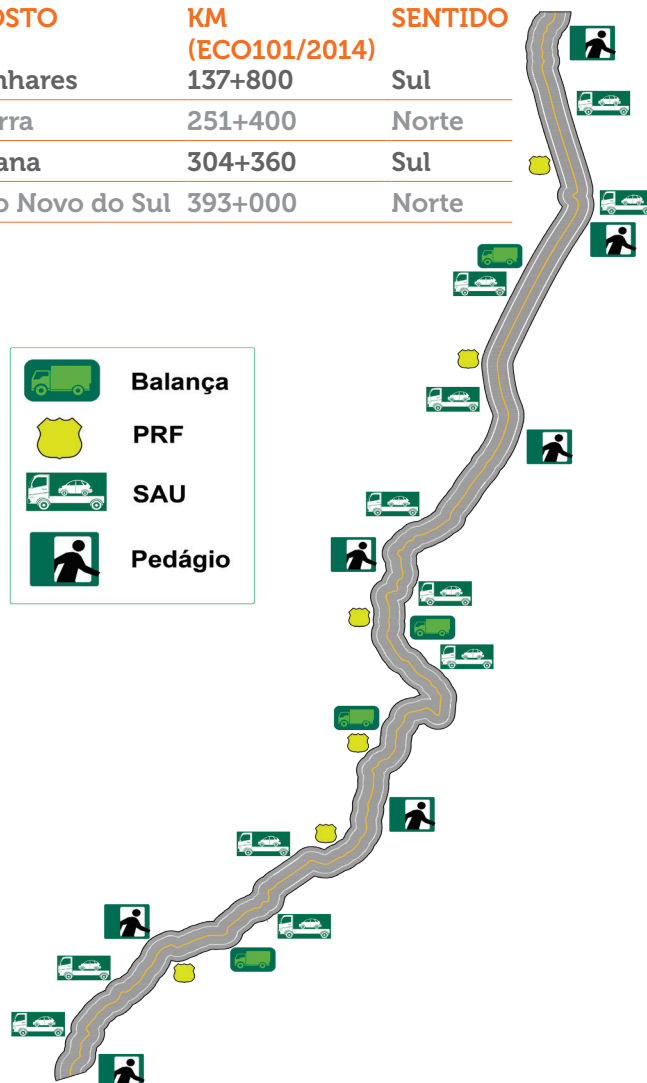 OSTO KM SENTIDO
(ECO101/2014)
nhares 137+800 Sul
rra 251+400 Norte
ana 304+360 Sul
o Novo do Sul 393+000 Norte
Balança
PRF
SAU
Pedágio